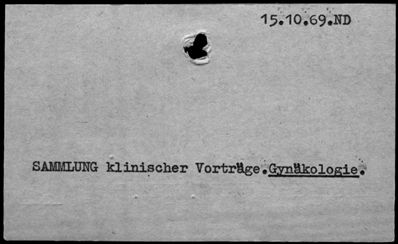 15.10.69.ND
SAMMLUNG klinischer Vorträge.Gynäkologie.